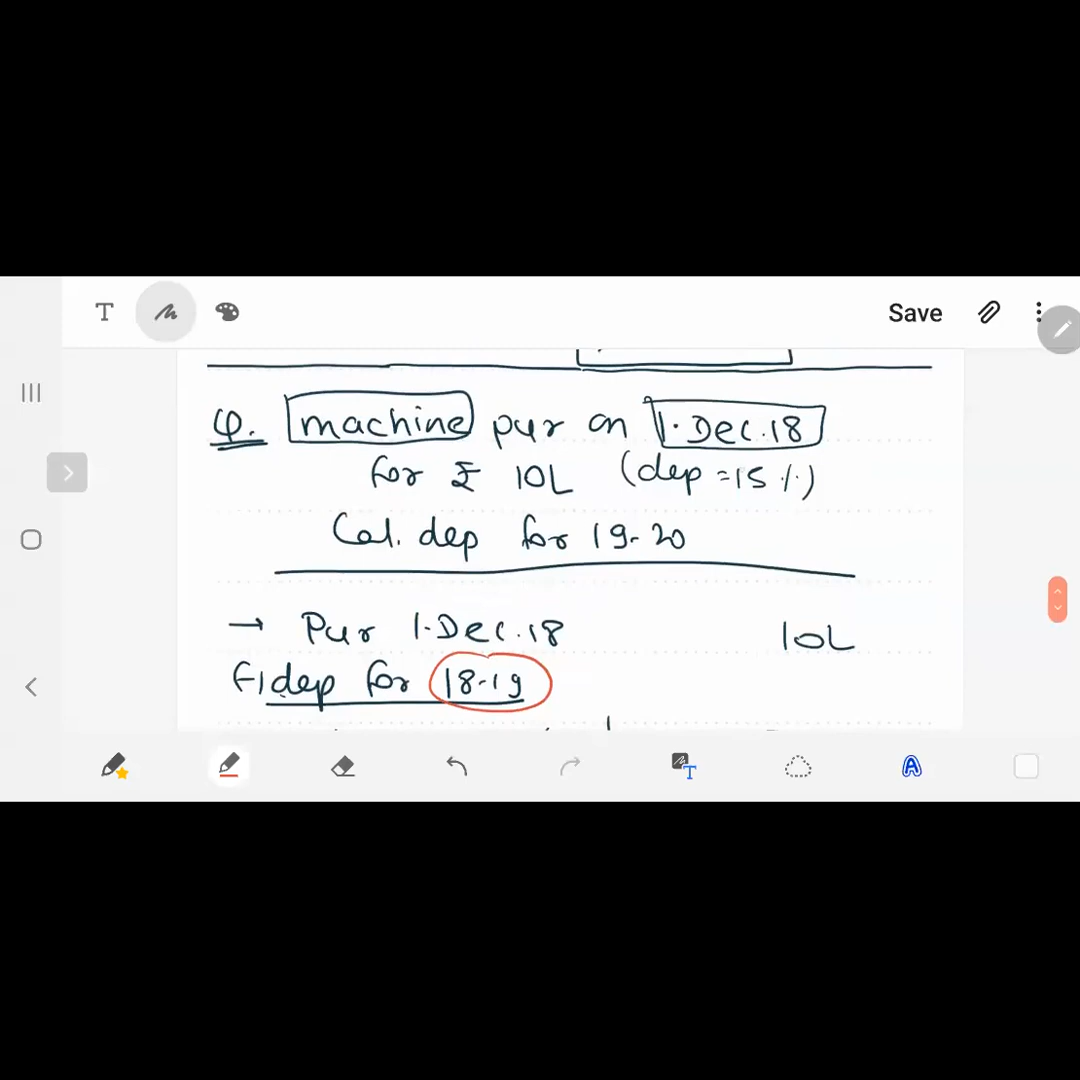 T
Save
Q. machine pur on 1.Dec.18
for ₹ 10L (dep = 15%)
Cal. dep for 19-20
→ Pur 1.Dec.18 10L
(-) dep for 18-19